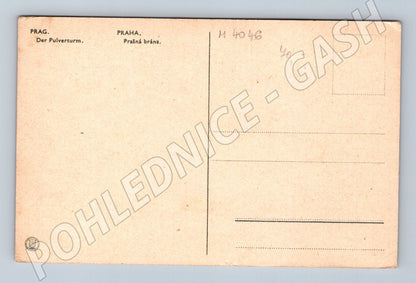 PRAG.
Der Pulverturm.
PRAHA.
Prašná brána.
M 4046
POHLEDNICE - GASH